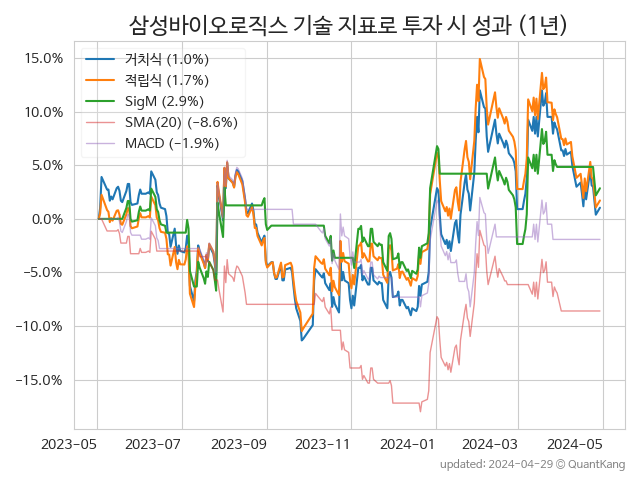 삼성바이오로직스 기술 지표로 투자 시 성과 (1년)
15.0%
10.0%
5.0%
0.0%
−5.0%
−10.0%
−15.0%
거치식 (1.0%)
적립식 (1.7%)
SigM (2.9%)
SMA(20) (−8.6%)
MACD (−1.9%)
2023-05
2023-07
2023-09
2023-11
2024-01
2024-03
2024-05
updated: 2024-04-29 © QuantKang